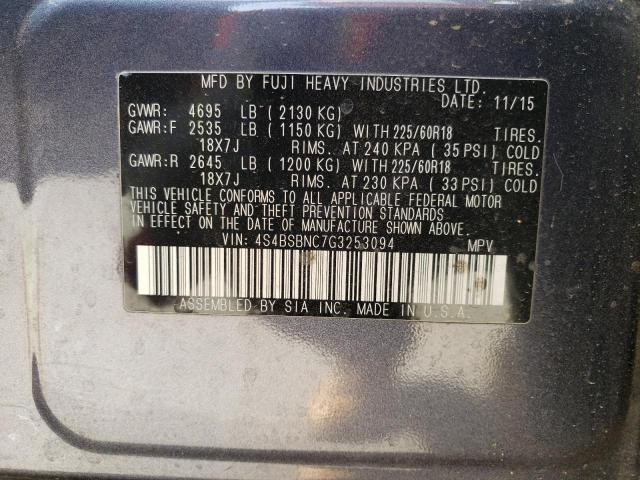 MFD BY FUJI HEAVY INDUSTRIES LTD.
DATE: 11/15
GVWR: 4695 LB ( 2130 KG)
GAWR:F 2535 LB ( 1150 KG) WITH 225/60R18 TIRES.
18X7J RIMS. AT 240 KPA ( 35 PSI) COLD
GAWR:R 2645 LB ( 1200 KG) WITH 225/60R18 TIRES.
18X7J RIMS. AT 230 KPA ( 33 PSI) COLD
THIS VEHICLE CONFORMS TO ALL APPLICABLE FEDERAL MOTOR
VEHICLE SAFETY AND THEFT PREVENTION STANDARDS
IN EFFECT ON THE DATE OF MANUFACTURE SHOWN ABOVE.
VIN: 4S4BSBNC7G3253094 MPV
ASSEMBLED BY SIA INC. MADE IN U.S.A.